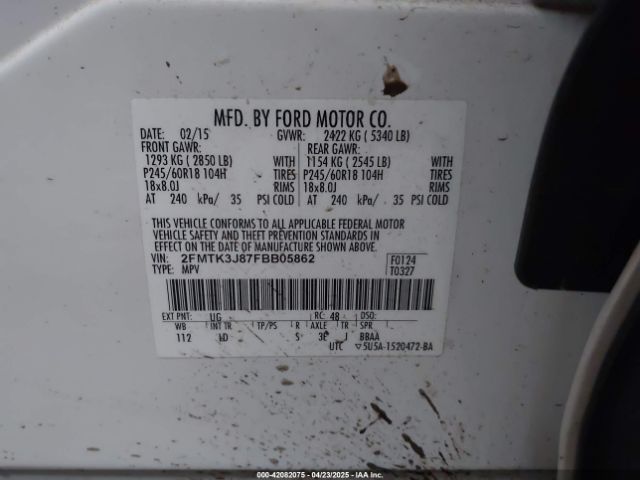 MFD. BY FORD MOTOR CO.
DATE: 02/15 GVWR: 2422 KG ( 5340 LB)
FRONT GAWR: REAR GAWR:
1293 KG ( 2850 LB) WITH 1154 KG ( 2545 LB) WITH
P245/60R18 104H TIRES P245/60R18 104H TIRES
18x8.0J RIMS 18x8.0J RIMS
AT 240 kPa/ 35 PSI COLD AT 240 kPa/ 35 PSI COLD
THIS VEHICLE CONFORMS TO ALL APPLICABLE FEDERAL MOTOR
VEHICLE SAFETY AND THEFT PREVENTION STANDARDS IN
EFFECT ON THE DATE OF MANUFACTURE SHOWN ABOVE.
VIN: 2FMTK3J87FBB05862 F0124
TYPE: MPV T0327
EXT PNT: UG RC: 48 DSO:
WB INT TR TP/PS R AXLE TR SPR
112 LD S 3E J BBAA
UTC ▽5U5A-1520472-BA
000-42082075 | 04/23/2025 | IAAI.COM